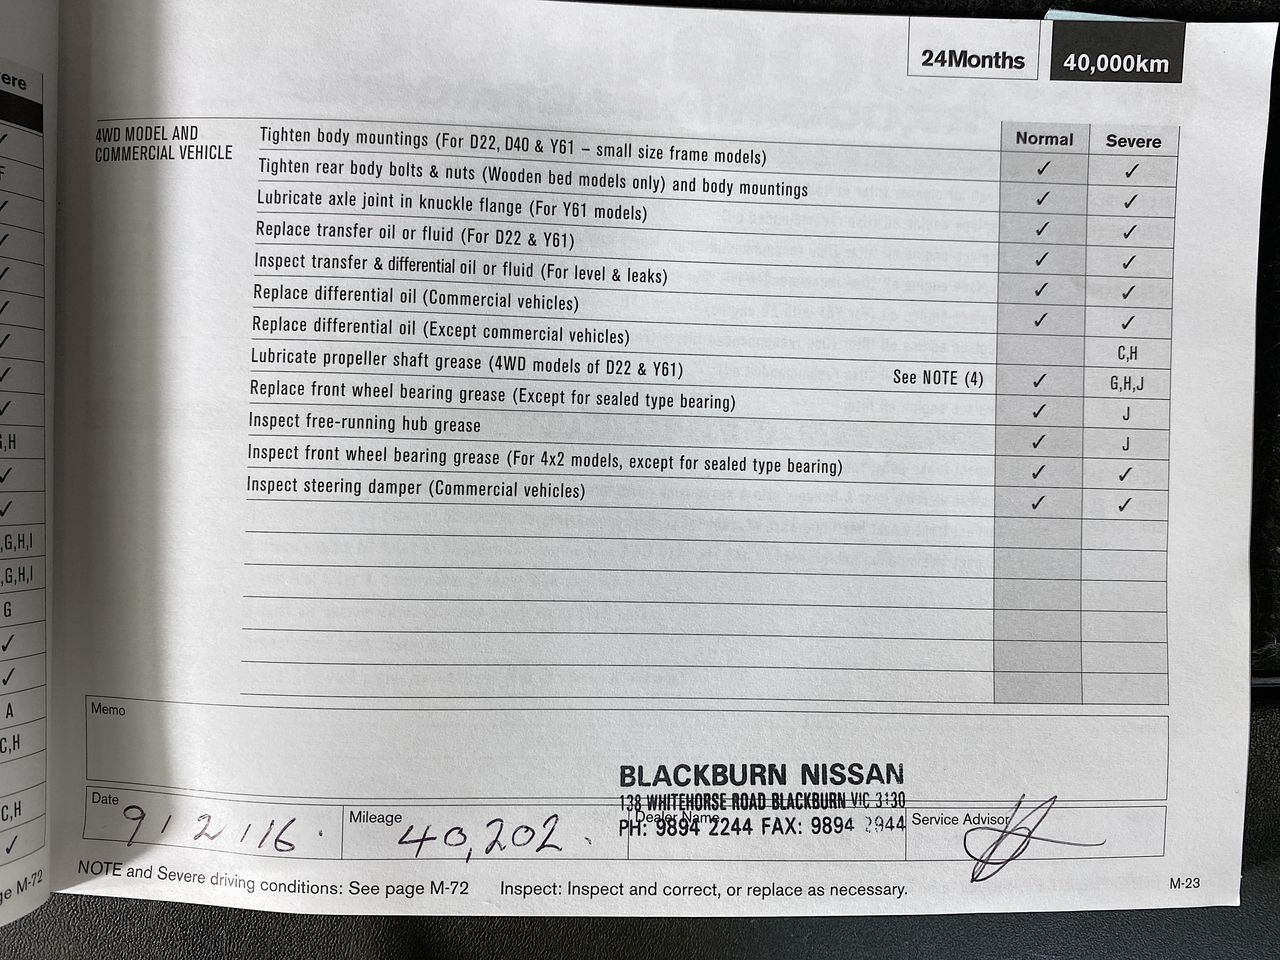 24Months 40,000km
4WD MODEL AND
COMMERCIAL VEHICLE
Normal Severe
Tighten body mountings (For D22, D40 & Y61 – small size frame models) ✓ ✓
Tighten rear body bolts & nuts (Wooden bed models only) and body mountings ✓ ✓
Lubricate axle joint in knuckle flange (For Y61 models) ✓ ✓
Replace transfer oil or fluid (For D22 & Y61) ✓ ✓
Inspect transfer & differential oil or fluid (For level & leaks) ✓ ✓
Replace differential oil (Commercial vehicles) ✓ ✓
Replace differential oil (Except commercial vehicles) C,H
Lubricate propeller shaft grease (4WD models of D22 & Y61) See NOTE (4) ✓ G,H,J
Replace front wheel bearing grease (Except for sealed type bearing) ✓ J
Inspect free-running hub grease ✓ J
Inspect front wheel bearing grease (For 4x2 models, except for sealed type bearing) ✓ ✓
Inspect steering damper (Commercial vehicles) ✓ ✓
Memo
BLACKBURN NISSAN
138 WHITEHORSE ROAD BLACKBURN VIC 3130
PH: 9894 2244 FAX: 9894 2944
Date 9/2/16.
Mileage 40,202.
Dealer Name
Service Advisor
NOTE and Severe driving conditions: See page M-72 Inspect: Inspect and correct, or replace as necessary.
M-23
ere
✓
F
✓
✓
✓
✓
✓
✓
✓
,H
✓
✓
,G,H,I
,G,H,I
G
✓
✓
A
C,H
C,H
✓
ge M-72